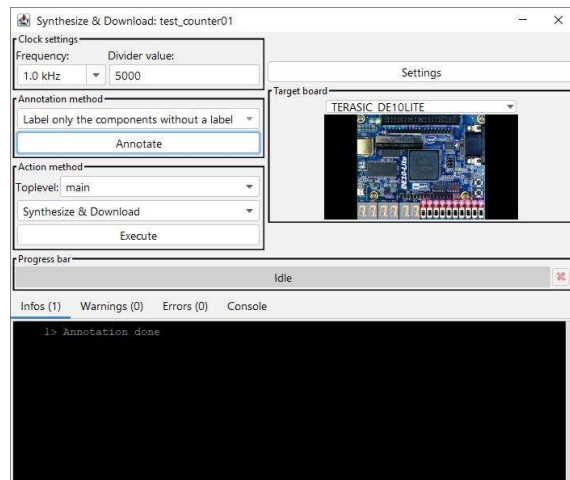 Synthesize & Download: test_counter01
Clock settings
Frequency: Divider value:
1.0 kHz 5000
Settings
Annotation method
Label only the components without a label
Annotate
Target board
TERASIC_DE10LITE
DE10-Lite
Action method
Toplevel: main
Synthesize & Download
Execute
Progress bar
Idle
Infos (1) Warnings (0) Errors (0) Console
1> Annotation done